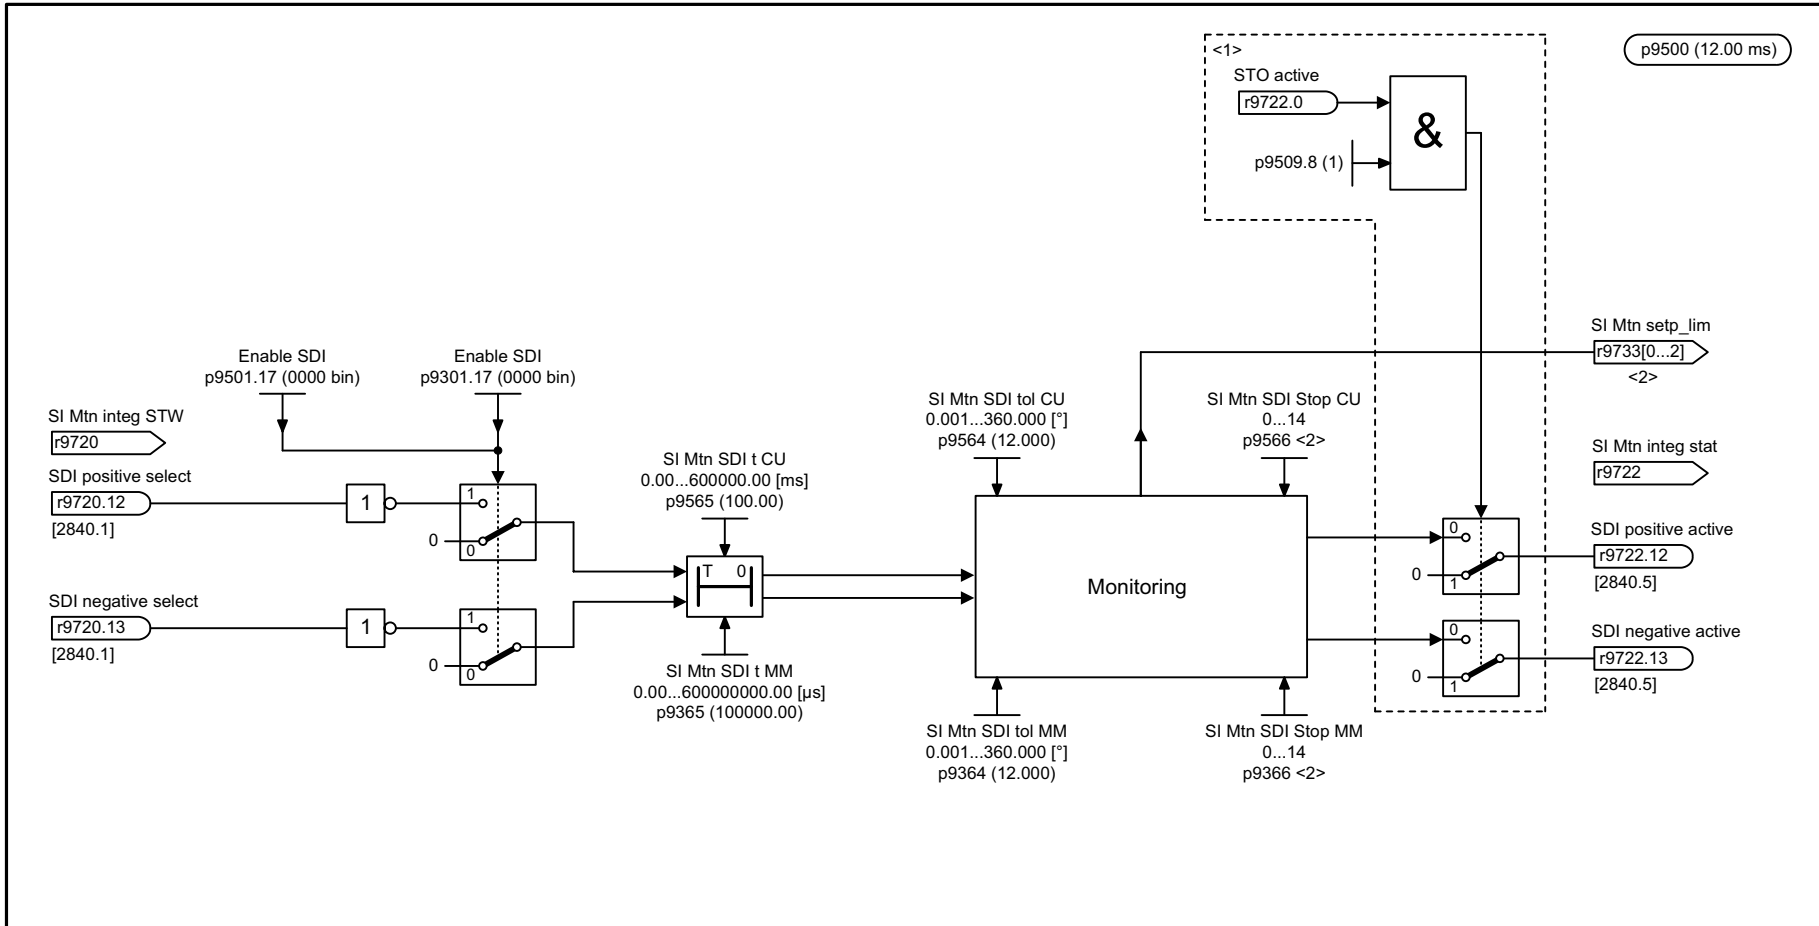 <1>
p9500 (12.00 ms)
STO active
r9722.0
&
p9509.8 (1)
SI Mtn setp_lim
r9733[0...2]
<2>
Enable SDI
p9501.17 (0000 bin)
Enable SDI
p9301.17 (0000 bin)
SI Mtn integ STW
r9720
SDI positive select
r9720.12
[2840.1]
1
1
0
0
SDI negative select
r9720.13
[2840.1]
1
1
0
0
SI Mtn SDI t CU
0.00...600000.00 [ms]
p9565 (100.00)
T 0
SI Mtn SDI t MM
0.00...600000000.00 [µs]
p9365 (100000.00)
SI Mtn SDI tol CU
0.001...360.000 [°]
p9564 (12.000)
SI Mtn SDI Stop CU
0...14
p9566 <2>
Monitoring
SI Mtn SDI tol MM
0.001...360.000 [°]
p9364 (12.000)
SI Mtn SDI Stop MM
0...14
p9366 <2>
SI Mtn integ stat
r9722
0
0
1
SDI positive active
r9722.12
[2840.5]
0
0
1
SDI negative active
r9722.13
[2840.5]